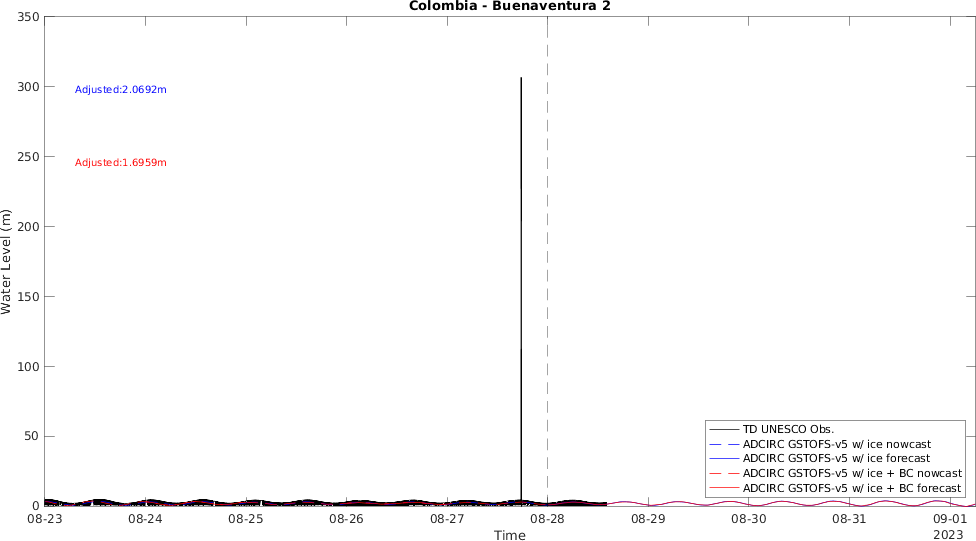 Colombia - Buenaventura 2
350
300
250
200
150
100
50
0
Water Level (m)
Adjusted:2.0692m
Adjusted:1.6959m
TD UNESCO Obs.
ADCIRC GSTOFS-v5 w/ ice nowcast
ADCIRC GSTOFS-v5 w/ ice forecast
ADCIRC GSTOFS-v5 w/ ice + BC nowcast
ADCIRC GSTOFS-v5 w/ ice + BC forecast
08-23 08-24 08-25 08-26 08-27 08-28 08-29 08-30 08-31 09-01
2023
Time